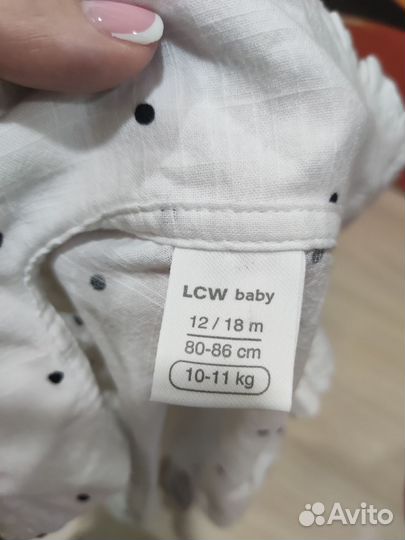 LCW baby
12 / 18 m
80-86 cm
10-11 kg
Avito